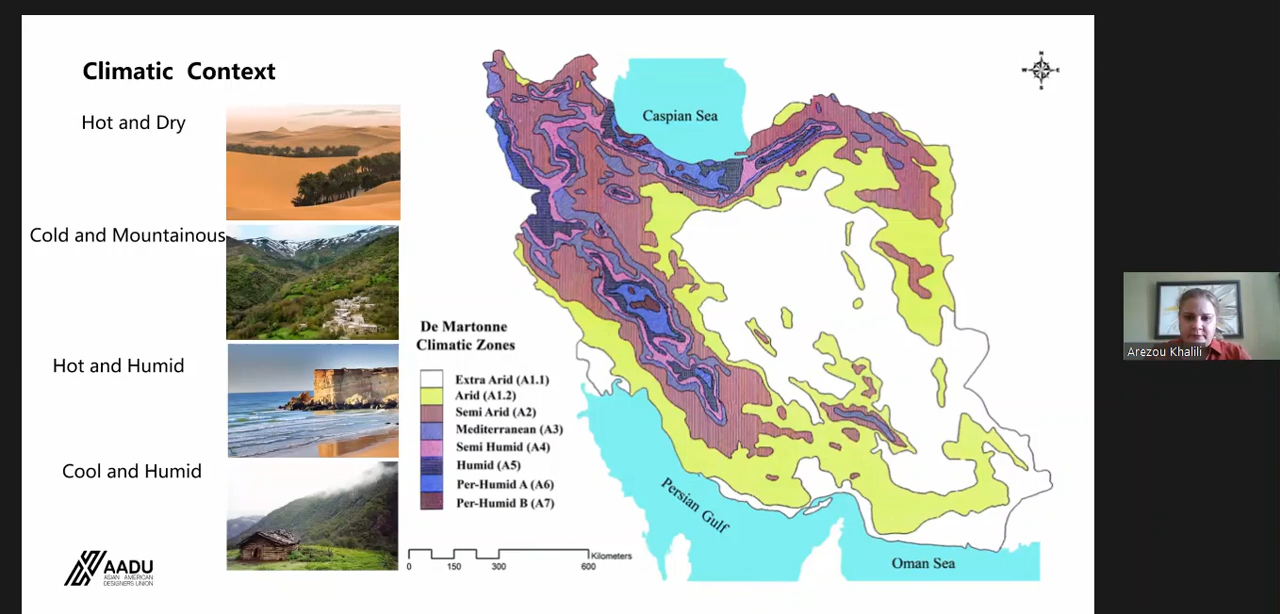 Climatic Context
Hot and Dry
Cold and Mountainous
Hot and Humid
Cool and Humid
AADU
ASIAN AMERICAN
DESIGNERS UNION
Caspian Sea
N
W E
S
De Martonne
Climatic Zones
Extra Arid (A1.1)
Arid (A1.2)
Semi Arid (A2)
Mediterranean (A3)
Semi Humid (A4)
Humid (A5)
Per-Humid A (A6)
Per-Humid B (A7)
Persian Gulf
Oman Sea
Kilometers
0 150 300 600
Arezou Khalili